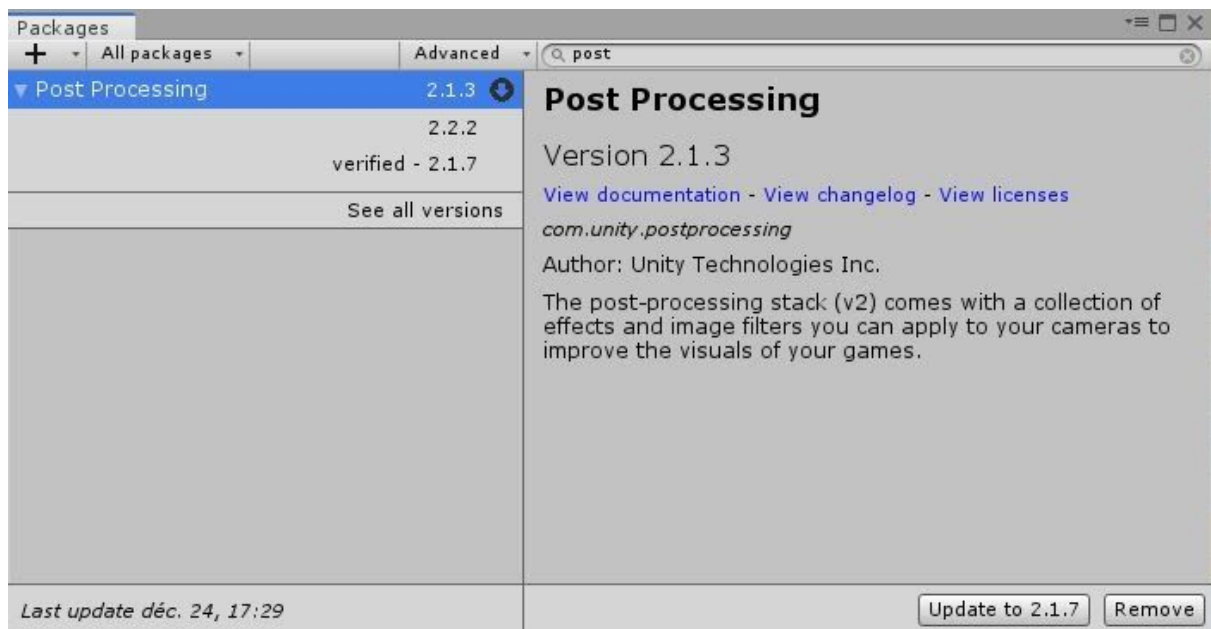 Packages
All packages
Advanced
post
Post Processing 2.1.3
2.2.2
verified - 2.1.7
See all versions
Post Processing
Version 2.1.3
View documentation - View changelog - View licenses
com.unity.postprocessing
Author: Unity Technologies Inc.
The post-processing stack (v2) comes with a collection of
effects and image filters you can apply to your cameras to
improve the visuals of your games.
Last update déc. 24, 17:29
Update to 2.1.7
Remove